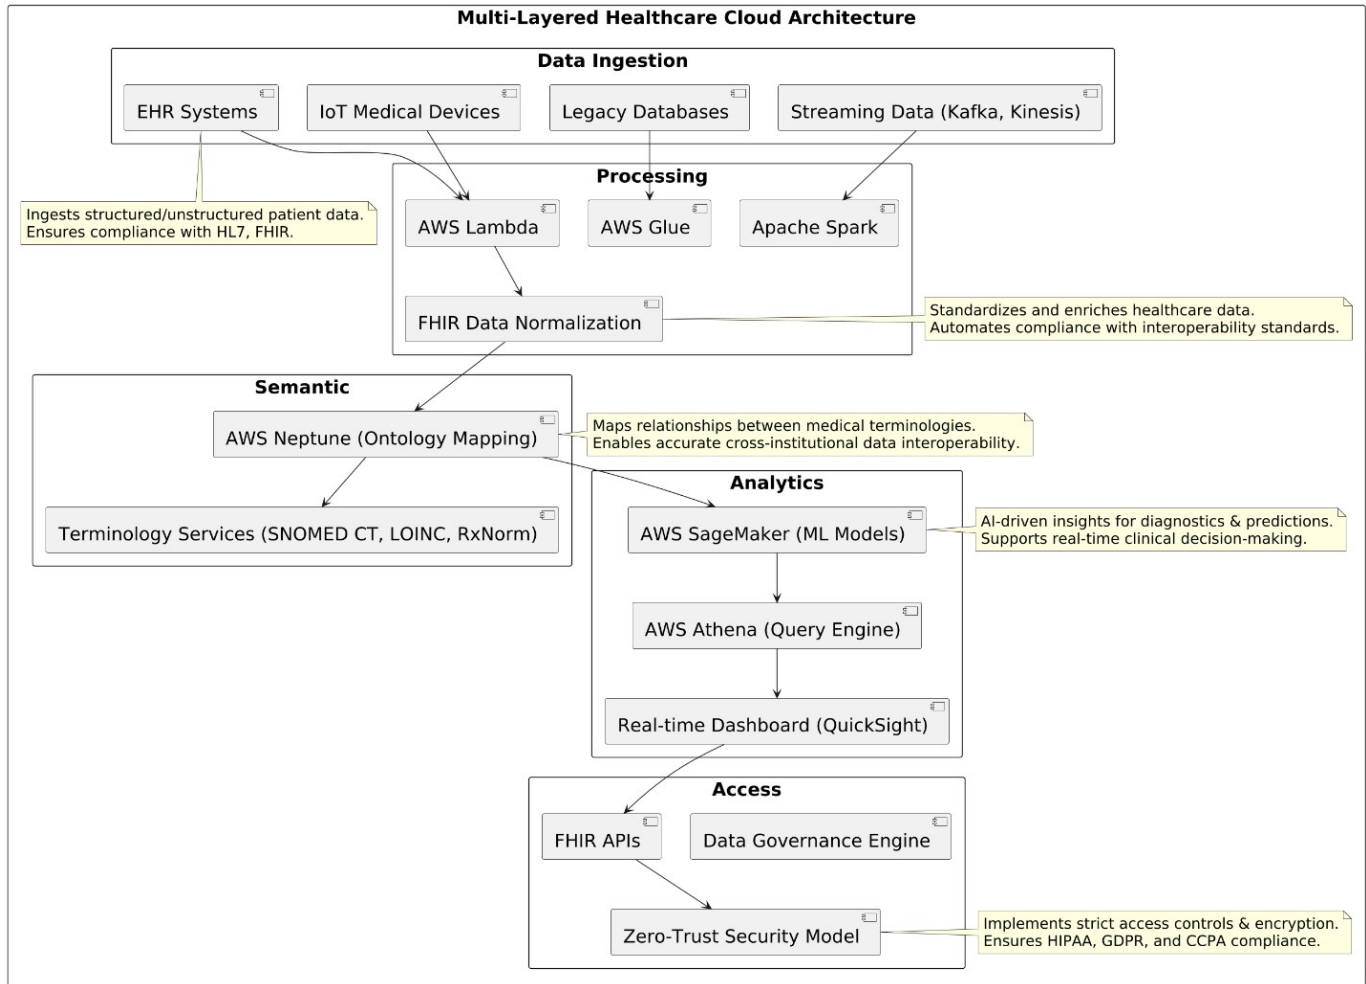 Multi-Layered Healthcare Cloud Architecture
Data Ingestion
EHR Systems
IoT Medical Devices
Legacy Databases
Streaming Data (Kafka, Kinesis)
Ingests structured/unstructured patient data.
Ensures compliance with HL7, FHIR.
Processing
AWS Lambda
AWS Glue
Apache Spark
FHIR Data Normalization
Standardizes and enriches healthcare data.
Automates compliance with interoperability standards.
Semantic
AWS Neptune (Ontology Mapping)
Maps relationships between medical terminologies.
Enables accurate cross-institutional data interoperability.
Terminology Services (SNOMED CT, LOINC, RxNorm)
Analytics
AWS SageMaker (ML Models)
AI-driven insights for diagnostics & predictions.
Supports real-time clinical decision-making.
AWS Athena (Query Engine)
Real-time Dashboard (QuickSight)
Access
FHIR APIs
Data Governance Engine
Zero-Trust Security Model
Implements strict access controls & encryption.
Ensures HIPAA, GDPR, and CCPA compliance.